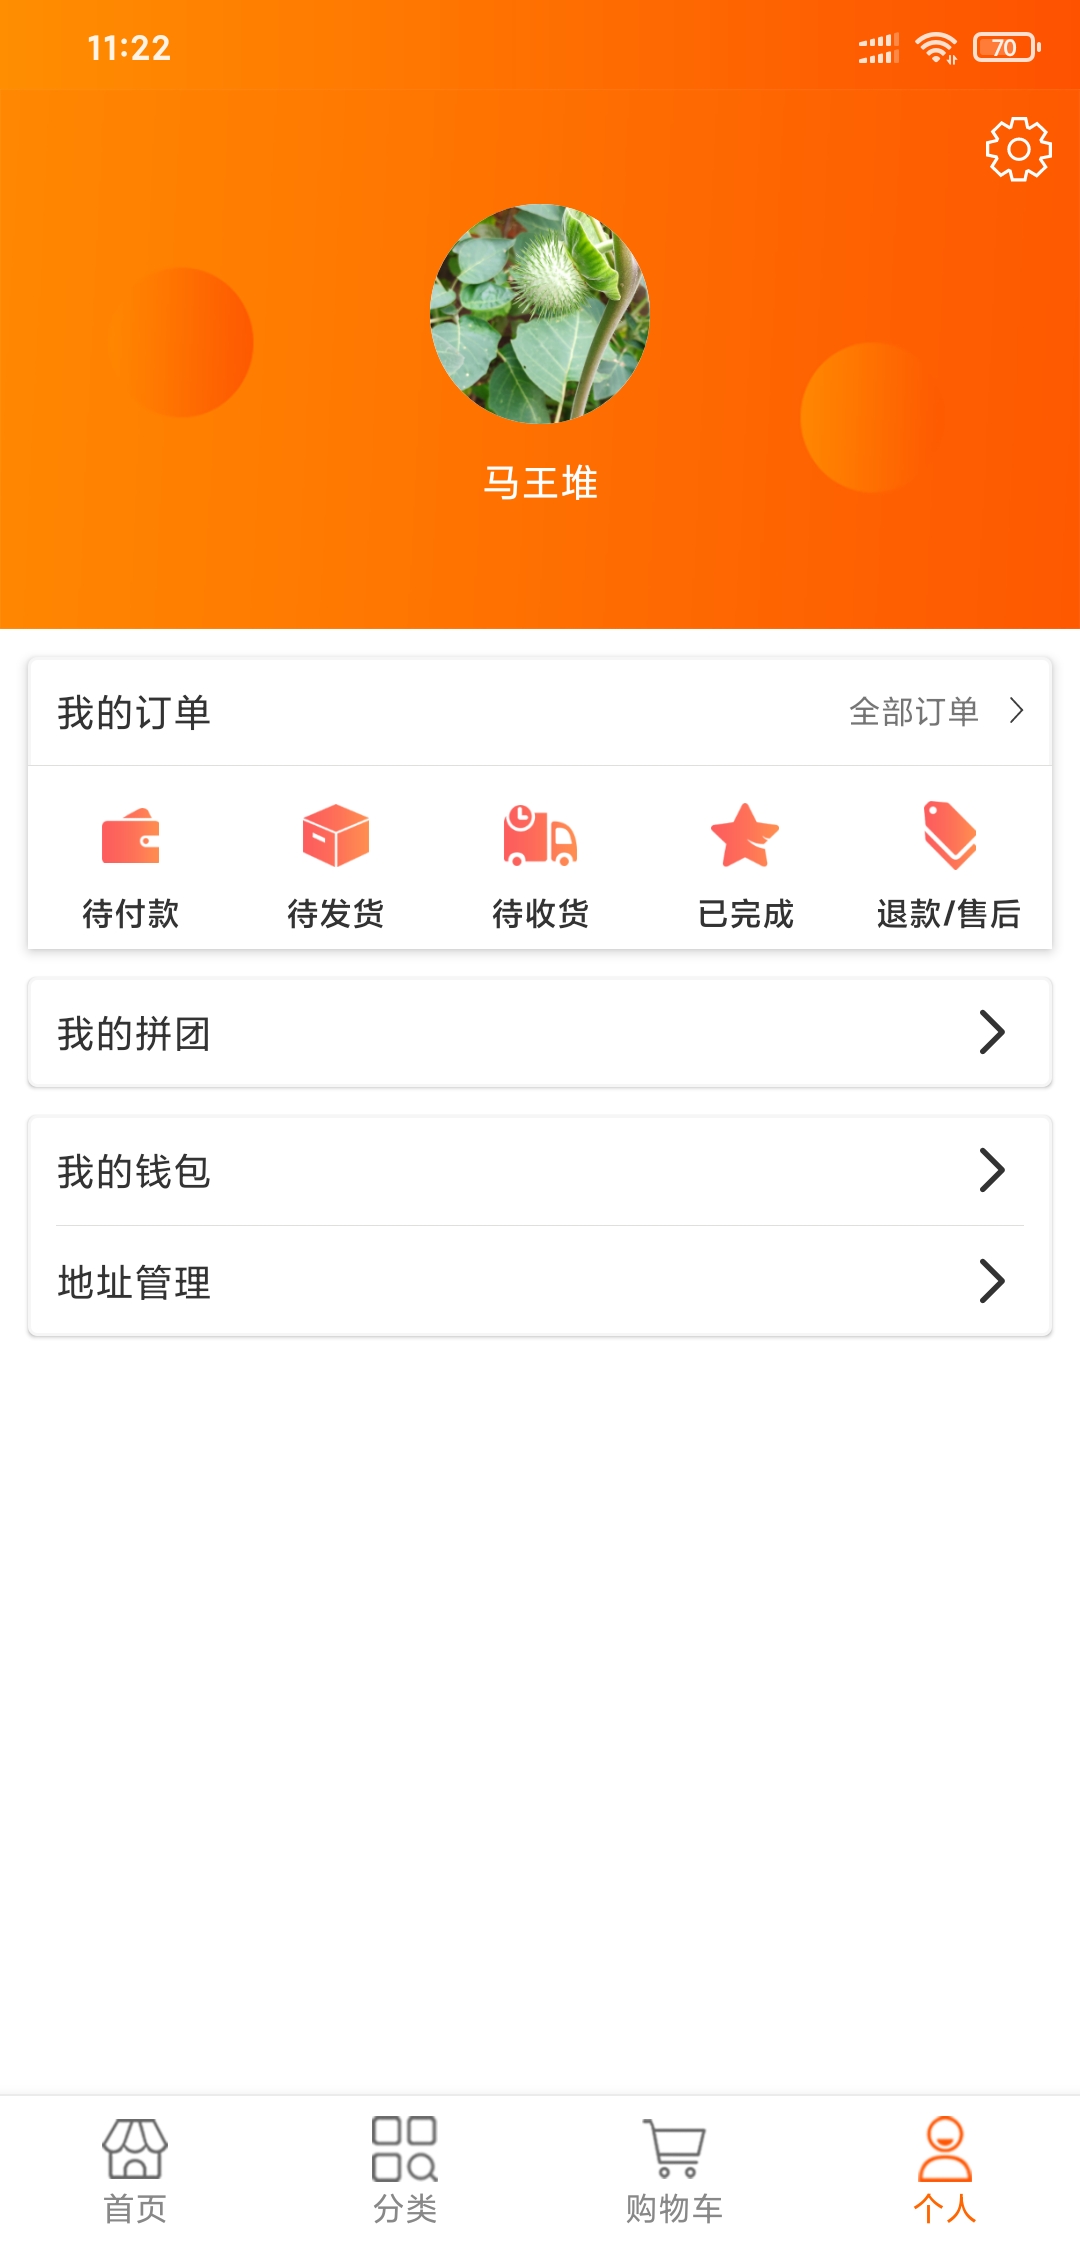 11:22
70
马王堆
我的订单
全部订单
待付款
待发货
待收货
已完成
退款/售后
我的拼团
我的钱包
地址管理
首页
分类
购物车
个人